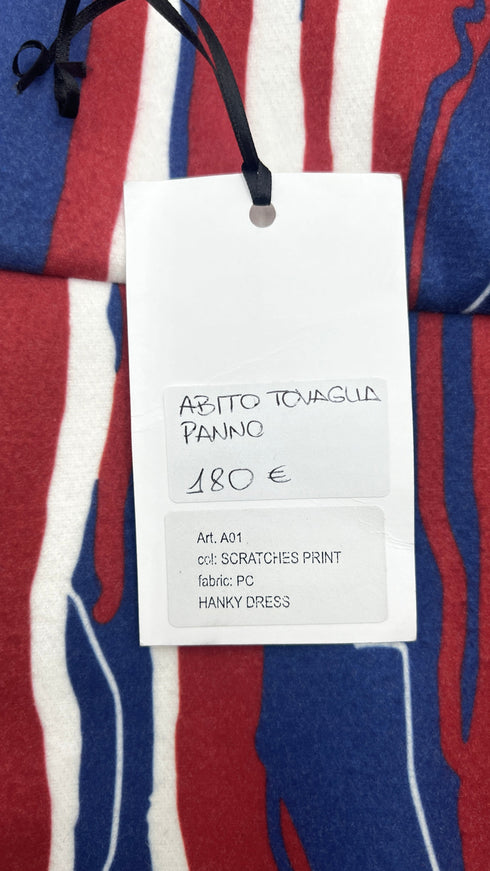 ABITO TOVAGLIA
PANNO
180 €
Art. A01
col: SCRATCHES PRINT
fabric: PC
HANKY DRESS